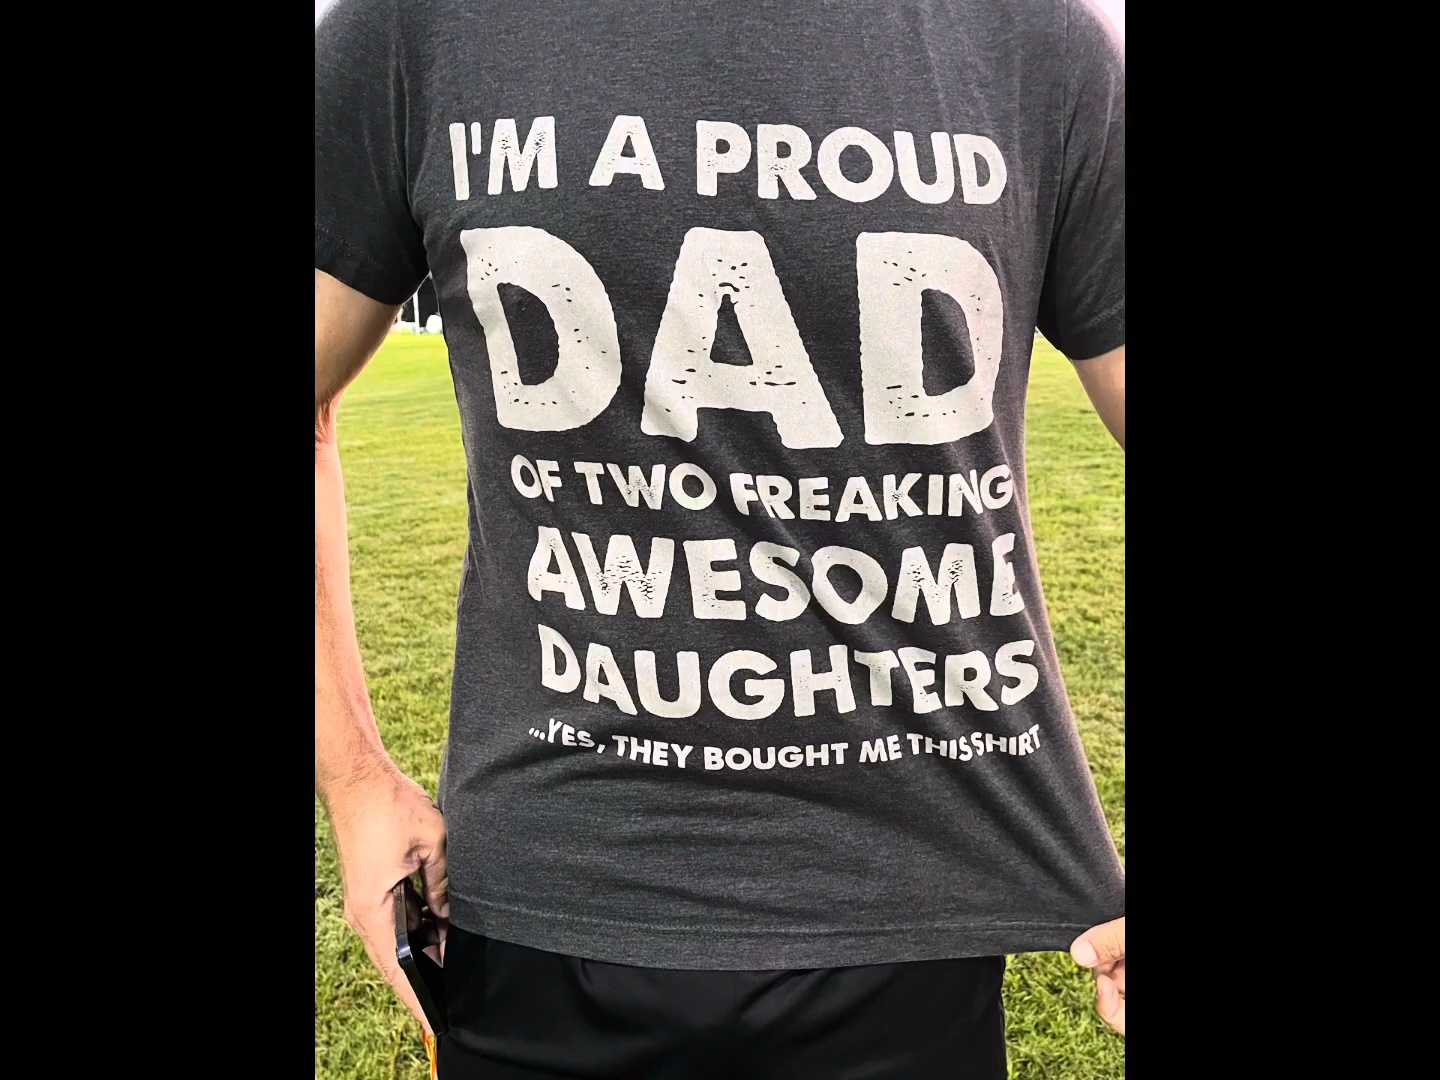 I'M A PROUD
DAD
OF TWO FREAKING
AWESOME
DAUGHTERS
...YES, THEY BOUGHT ME THIS SHIRT